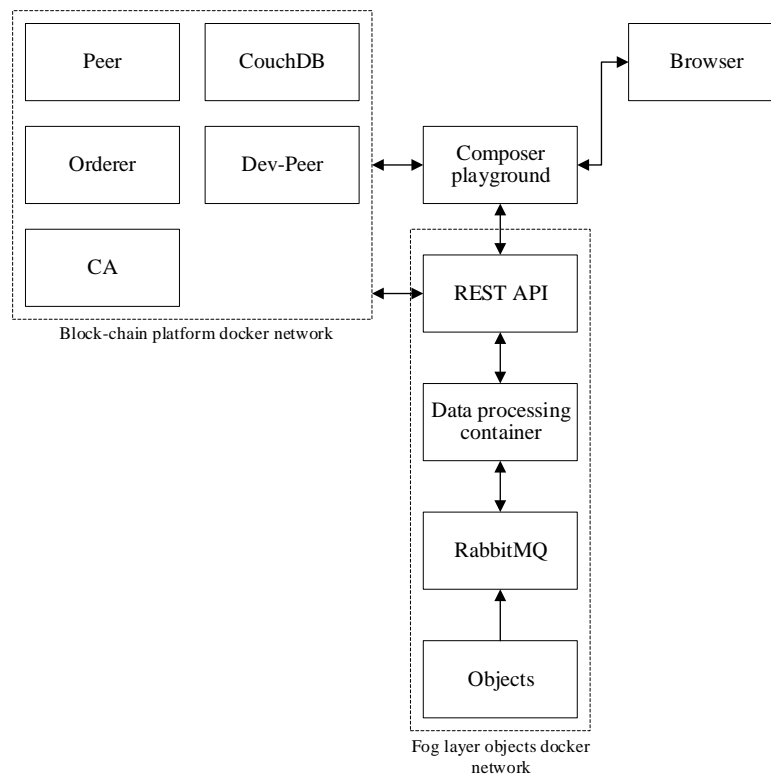 Peer
CouchDB
Browser
Orderer
Dev-Peer
Composer
playground
CA
REST API
Block-chain platform docker network
Data processing
container
RabbitMQ
Objects
Fog layer objects docker
network